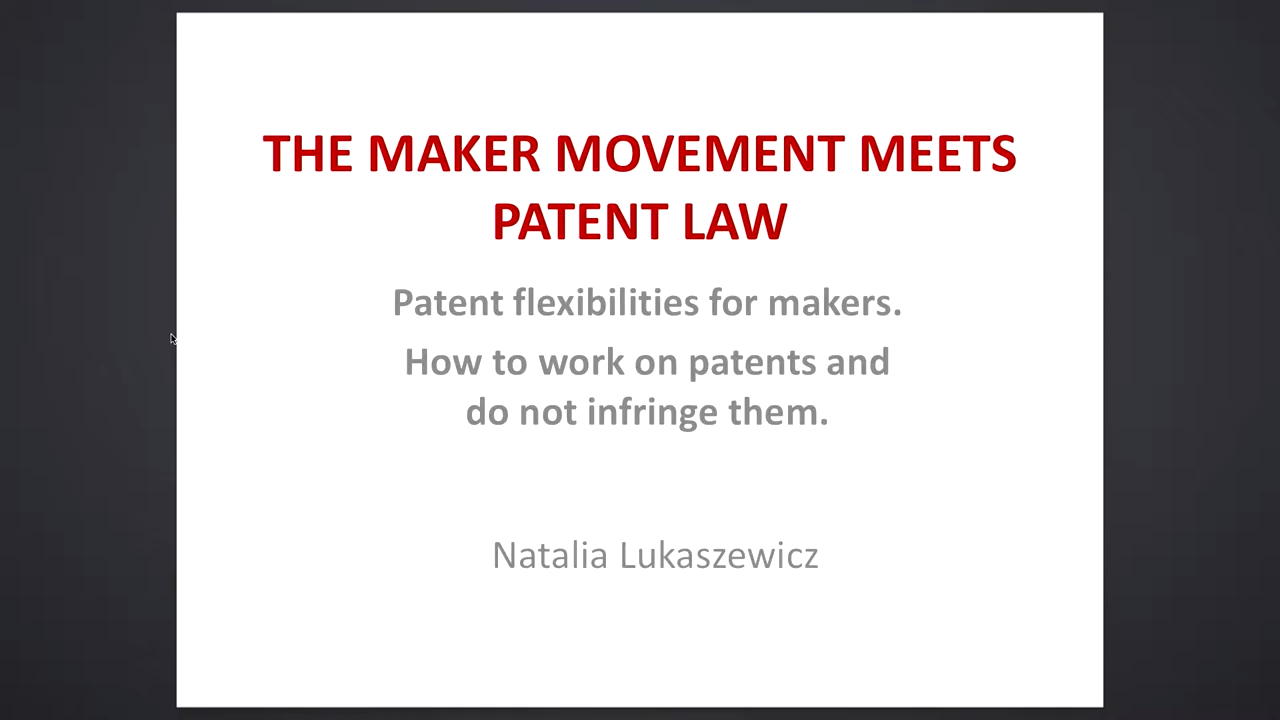 THE MAKER MOVEMENT MEETS
PATENT LAW
Patent flexibilities for makers.
How to work on patents and
do not infringe them.
Natalia Lukaszewicz